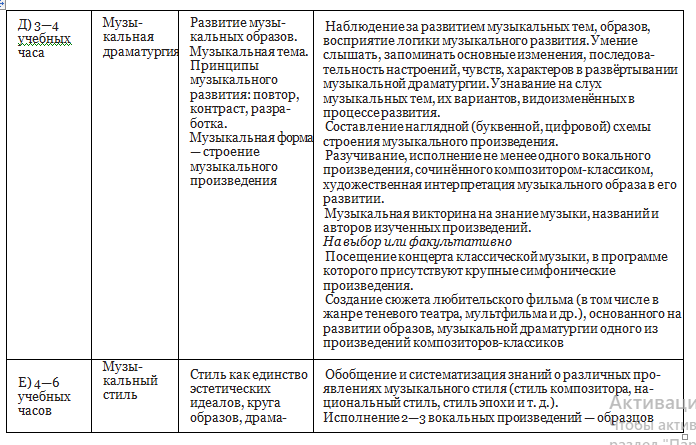 Д) 3—4
учебных
часа
Музы-
кальная
драматургия
Развитие музы-
кальных образов.
Музыкальная тема.
Принципы
музыкального
развития: повтор,
контраст, разра-
ботка.
Музыкальная форма
— строение
музыкального
произведения
Наблюдение за развитием музыкальных тем, образов,
восприятие логики музыкального развития. Умение
слышать, запоминать основные изменения, последова-
тельность настроений, чувств, характеров в развёртывании
музыкальной драматургии. Узнавание на слух
музыкальных тем, их вариантов, видоизменённых в
процессе развития.
Составление наглядной (буквенной, цифровой) схемы
строения музыкального произведения.
Разучивание, исполнение не менее одного вокального
произведения, сочинённого композитором-классиком,
художественная интерпретация музыкального образа в его
развитии.
Музыкальная викторина на знание музыки, названий и
авторов изученных произведений.
На выбор или факультативно
Посещение концерта классической музыки, в программе
которого присутствуют крупные симфонические
произведения.
Создание сюжета любительского фильма (в том числе в
жанре теневого театра, мультфильма и др.), основанного на
развитии образов, музыкальной драматургии одного из
произведений композиторов-классиков
Е) 4—6
учебных
часов
Музы-
кальный
стиль
Стиль как единство
эстетических
идеалов, круга
образов, драма-
Обобщение и систематизация знаний о различных про-
явлениях музыкального стиля (стиль композитора, на-
циональный стиль, стиль эпохи и т. д.).
Исполнение 2—3 вокальных произведений — образцов
Активаци
Чтобы актив
раздел "Пар